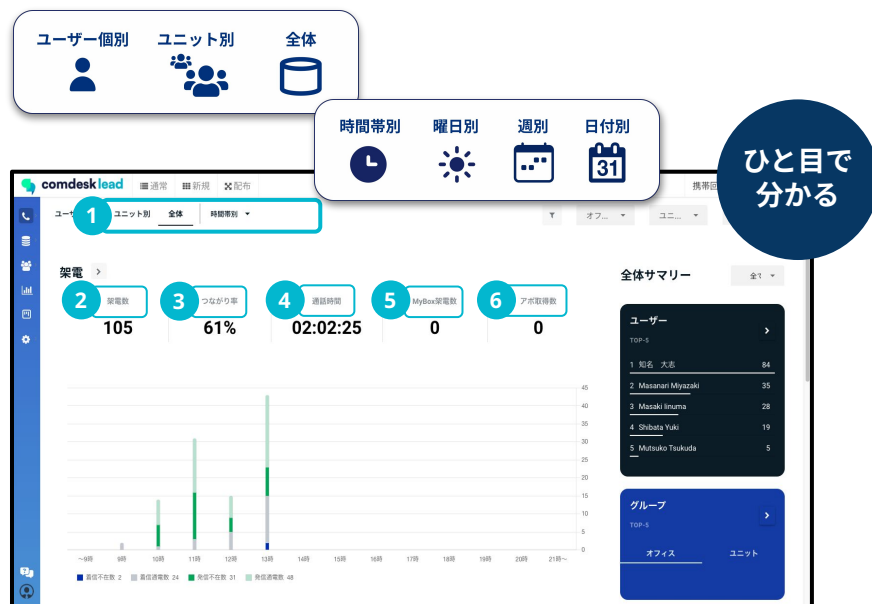 ユーザー個別 ユニット別 全体
時間帯別 曜日別 週別 日付別
31
ひと目で
分かる
comdesk lead 通常 新規 配布
携帯回
1 ユニット別 全体 時間帯別
オフ... ユニ...
架電
全体サマリー
2 架電数 3 つながり率 4 通話時間 5 MyBox架電数 6 アポ取得数
105 61% 02:02:25 0 0
ユーザー
TOP-5
1 知名 大志 84
2 Masanari Miyazaki 35
3 Masaki Iinuma 28
4 Shibata Yuki 19
5 Mutsuko Tsukuda 5
45
40
35
30
25
20
15
10
5
0
～9時 9時 10時 11時 12時 13時 14時 15時 16時 17時 18時 19時 20時 21時～
着信不在数 2 着信通電数 24 発信不在数 31 発信通電数 48
グループ
TOP-5
オフィス ユニット